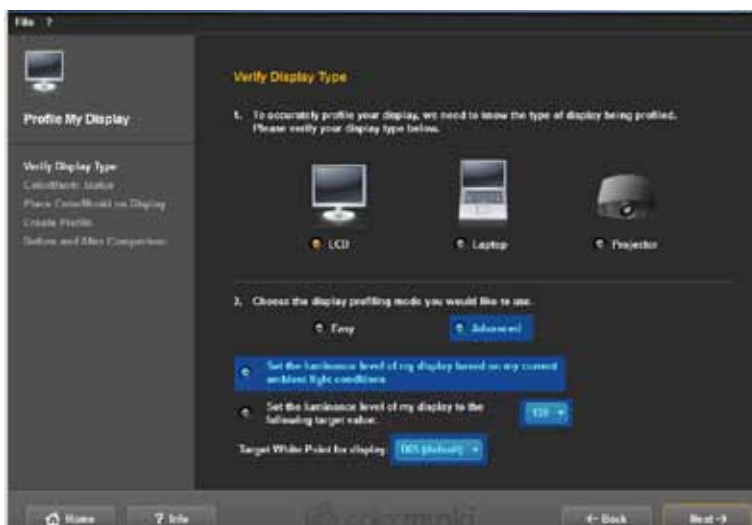 File ?
Profile My Display
Verify Display Type
ColorMunki Status
Place ColorMunki on Display
Create Profile
Before and After Comparison
Verify Display Type
1. To accurately profile your display, we need to know the type of display being profiled.
Please verify your display type below.
LCD
Laptop
Projector
2. Choose the display profiling mode you would like to use.
Easy
Advanced
Set the luminance level of my display based on my current
ambient light conditions
Set the luminance level of my display to the
following target value:
Target White Point for display:
D65 (default)
Home
? Info
colormunki
← Back
Next →